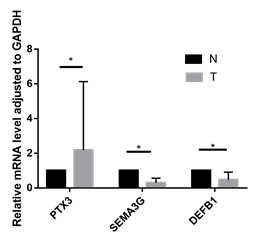 Relative mRNA level adjusted to GAPDH
8
6
4
2
0
N
T
*
*
*
PTX3
SEMA3G
DEFB1